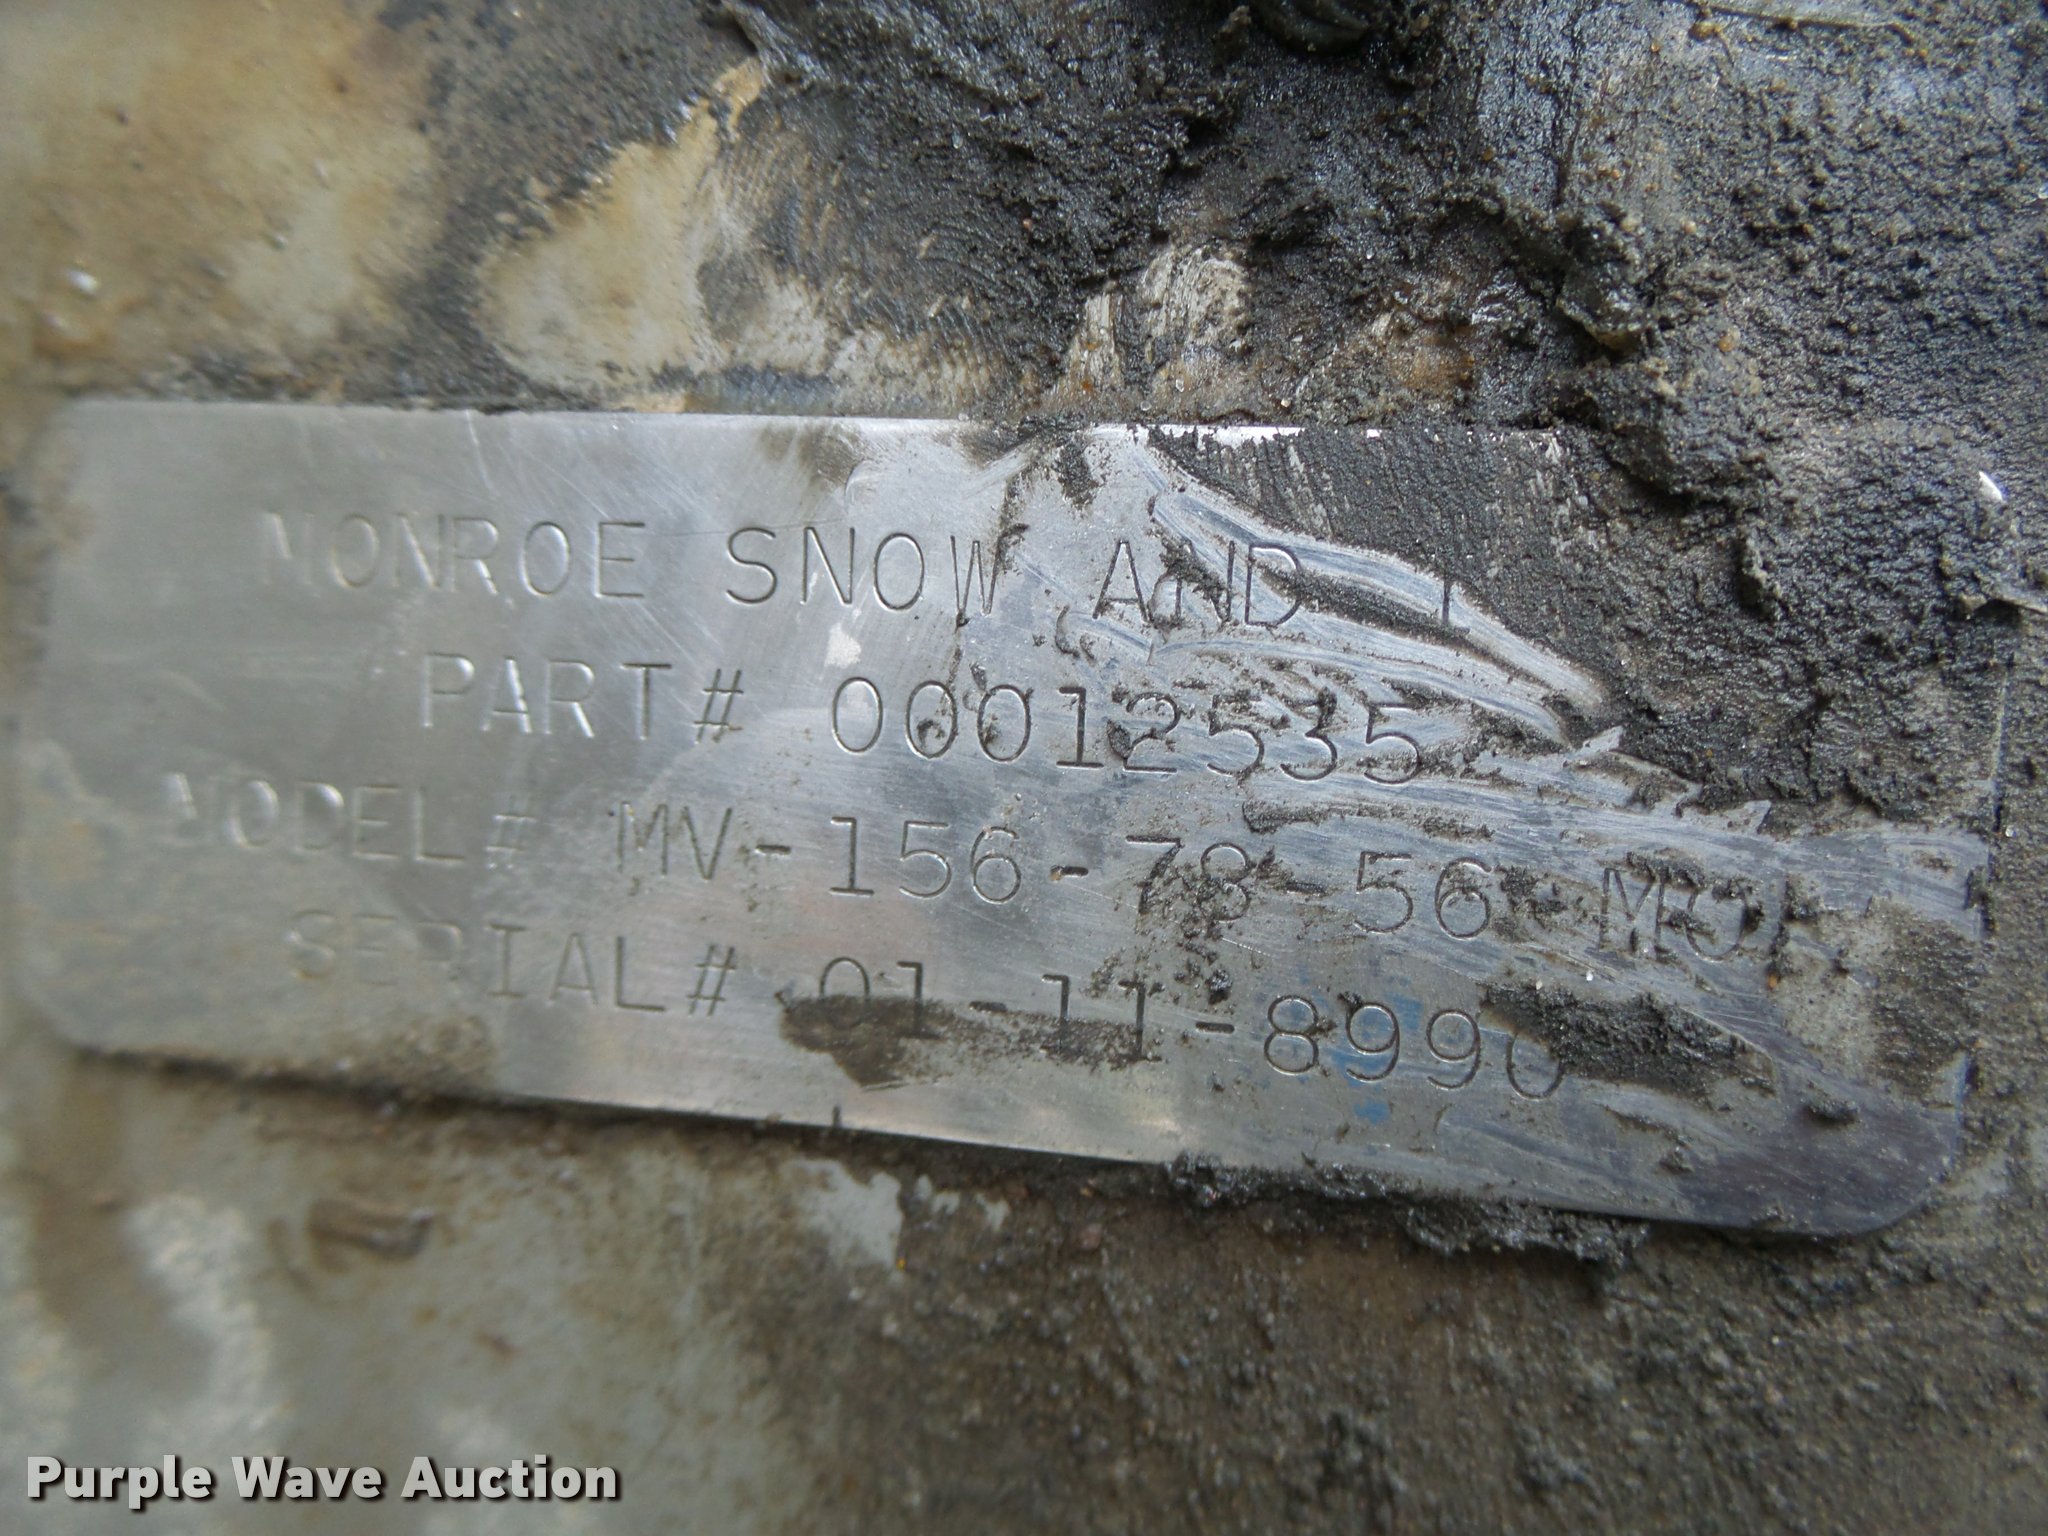 MONROE SNOW AND
PART# 00012535
MODEL# MV-156-78-56
SERIAL# 01-11-8990
Purple Wave Auction